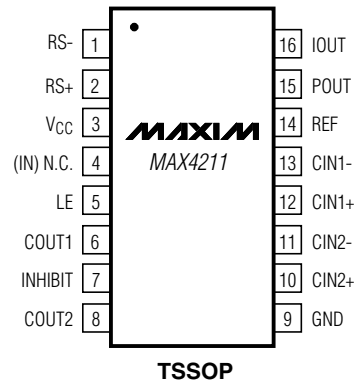 RS- 1
RS+ 2
VCC 3
(IN) N.C. 4
LE 5
COUT1 6
INHIBIT 7
COUT2 8
MAXIM
MAX4211
16 IOUT
15 POUT
14 REF
13 CIN1-
12 CIN1+
11 CIN2-
10 CIN2+
9 GND
TSSOP